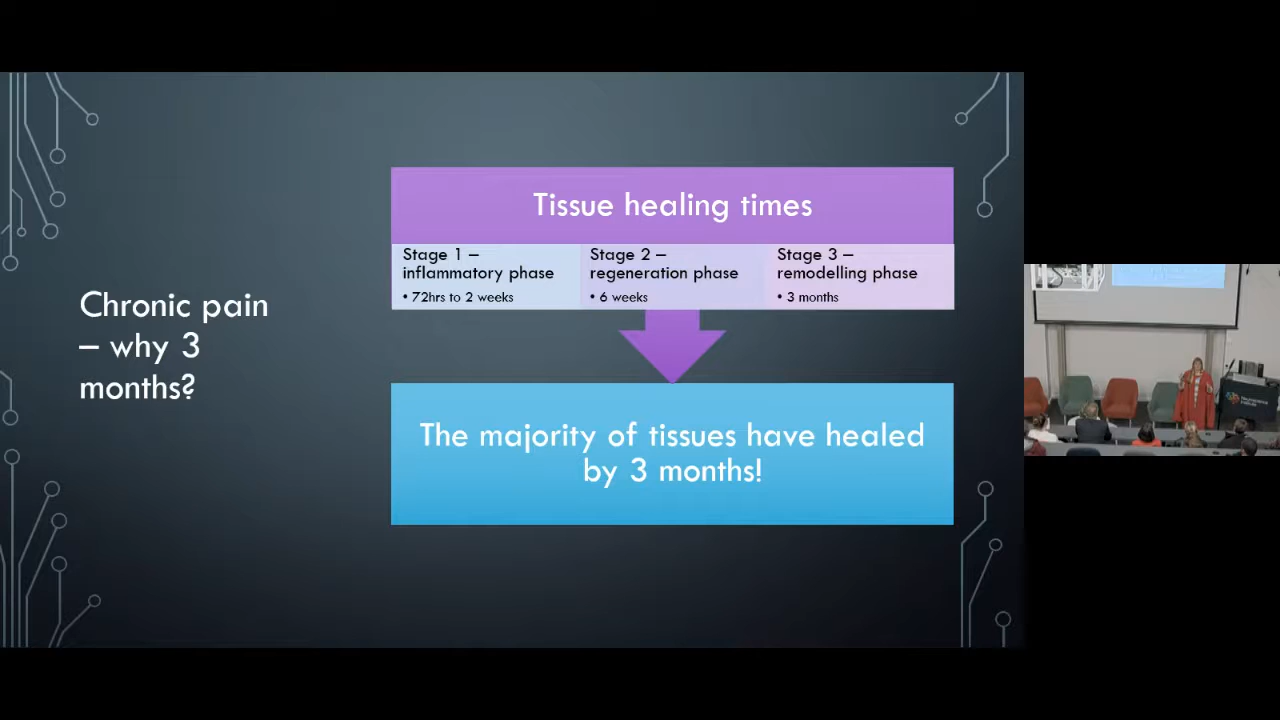 Chronic pain
– why 3
months?
Tissue healing times
Stage 1 –
inflammatory phase
• 72hrs to 2 weeks
Stage 2 –
regeneration phase
• 6 weeks
Stage 3 –
remodelling phase
• 3 months
The majority of tissues have healed
by 3 months!